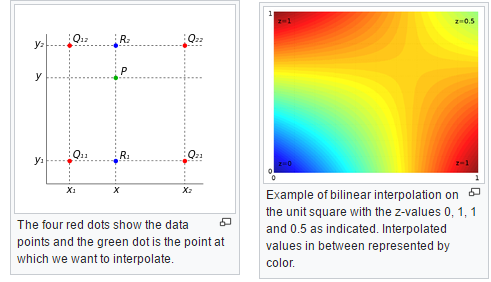 y₂ Q₁₂ R₂ Q₂₂
y P
y₁ Q₁₁ R₁ Q₂₁
x₁ x x₂
The four red dots show the data
points and the green dot is the point at
which we want to interpolate.
1 z=1 z=0.5
z=0 z=1
0
0 1
Example of bilinear interpolation on
the unit square with the z-values 0, 1, 1
and 0.5 as indicated. Interpolated
values in between represented by
color.